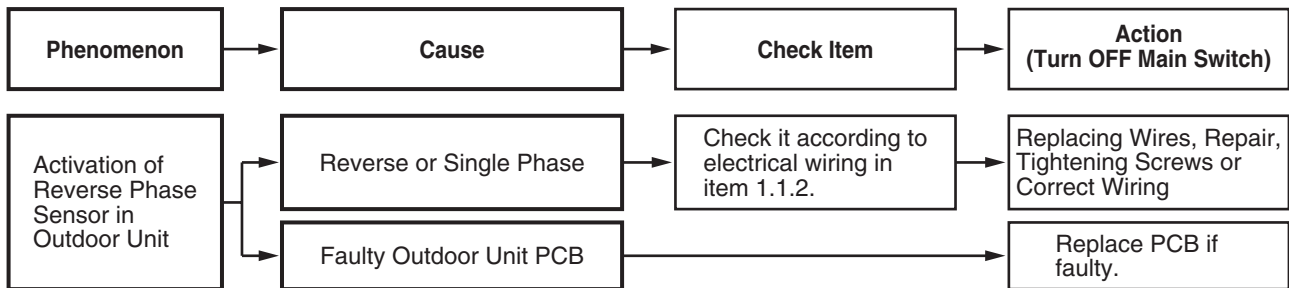 Phenomenon
Cause
Check Item
Action
(Turn OFF Main Switch)
Activation of
Reverse Phase
Sensor in
Outdoor Unit
Reverse or Single Phase
Check it according to
electrical wiring in
item 1.1.2.
Replacing Wires, Repair,
Tightening Screws or
Correct Wiring
Faulty Outdoor Unit PCB
Replace PCB if
faulty.